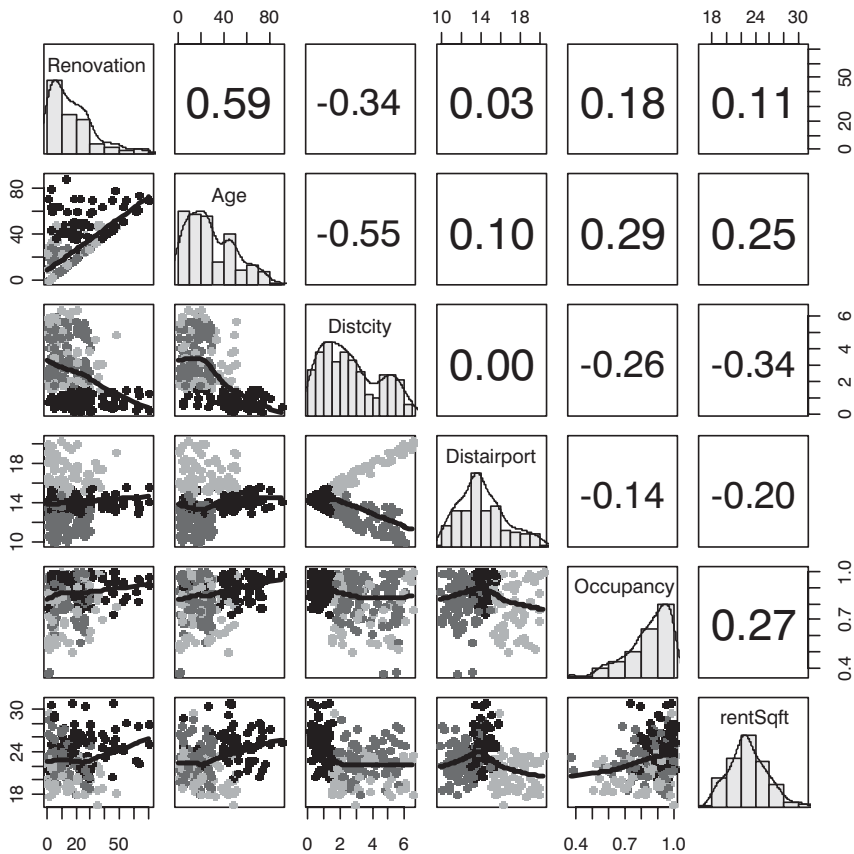 0 40 80 10 14 18 18 24 30
Renovation 0.59 -0.34 0.03 0.18 0.11 0 20 50
0 40 80 Age -0.55 0.10 0.29 0.25
Distcity 0.00 -0.26 -0.34 0 2 4 6
10 14 18 Distairport -0.14 -0.20
Occupancy 0.27 0.4 0.7 1.0
18 24 30 rentSqft
0 20 50 0 2 4 6 0.4 0.7 1.0